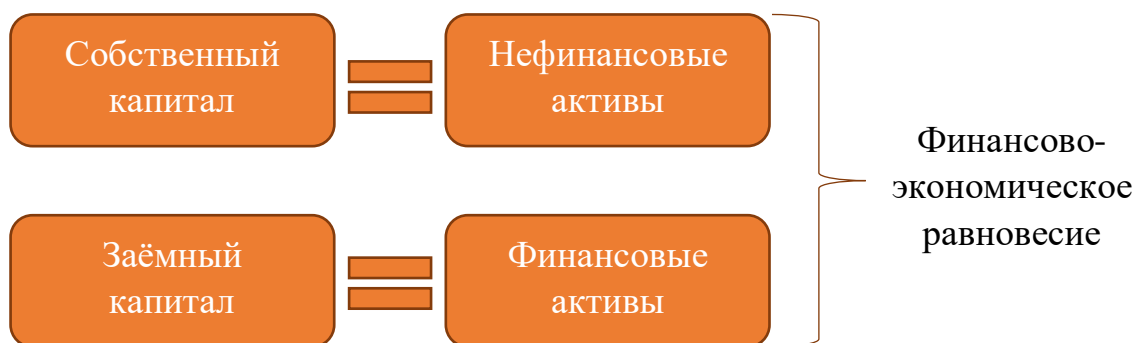 Собственный
капитал
Нефинансовые
активы
Заёмный
капитал
Финансовые
активы
Финансово-
экономическое
равновесие